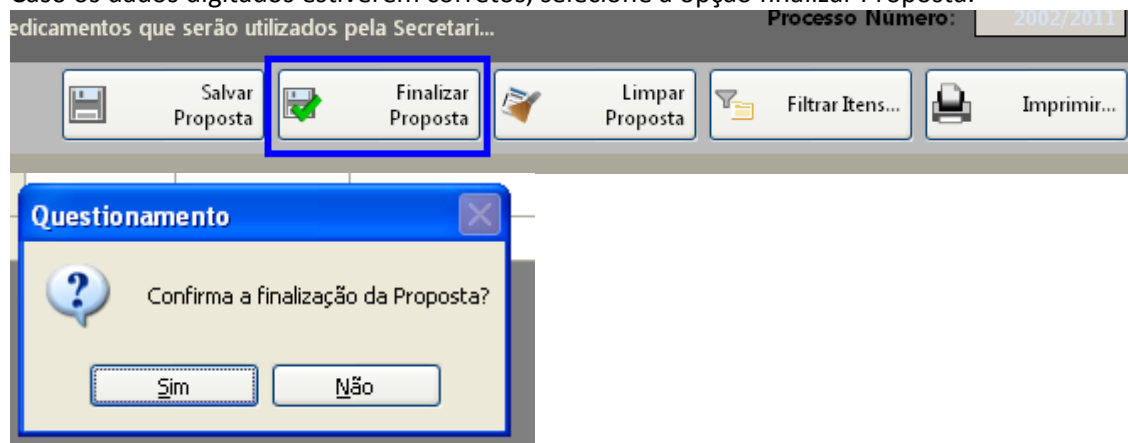 Caso os dados digitados estiverem corretos, selecione a opção finalizar Proposta.
edicamentos que serão utilizados pela Secretari...
Processo Número: 2002/2011
Salvar
Proposta
Finalizar
Proposta
Limpar
Proposta
Filtrar Itens...
Imprimir...
Questionamento
Confirma a finalização da Proposta?
Sim
Não